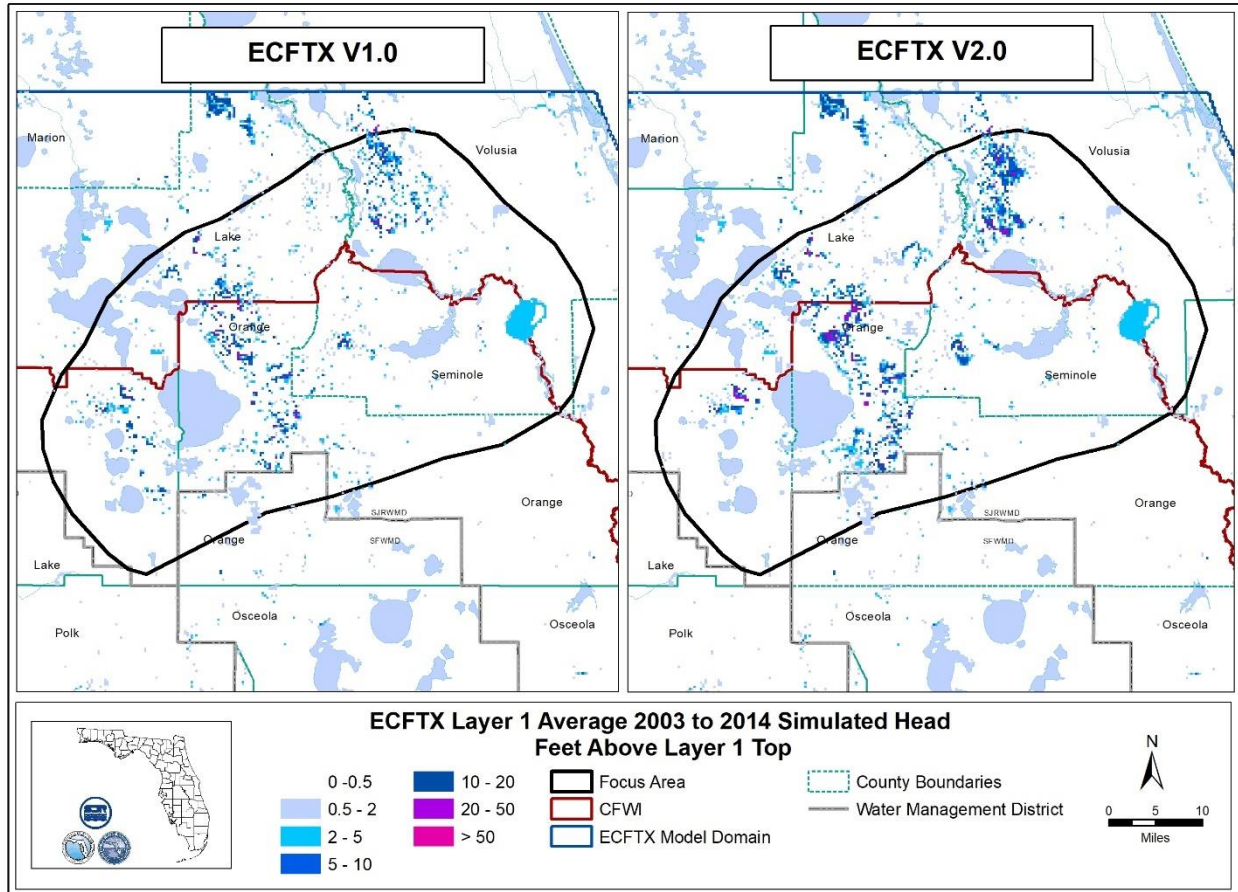 ECFTX V1.0
Marion
Volusia
Lake
Orange
Seminole
Orange
SJRWMD
Orange
SFWMD
Lake
Osceola
Osceola
Polk
ECFTX V2.0
Marion
Volusia
Lake
Orange
Seminole
Orange
SJRWMD
Orange
SFWMD
Lake
Osceola
Osceola
Polk
ECFTX Layer 1 Average 2003 to 2014 Simulated Head
Feet Above Layer 1 Top
0 -0.5
0.5 - 2
2 - 5
5 - 10
10 - 20
20 - 50
> 50
Focus Area
CFWI
ECFTX Model Domain
County Boundaries
Water Management District
N
0 5 10
Miles